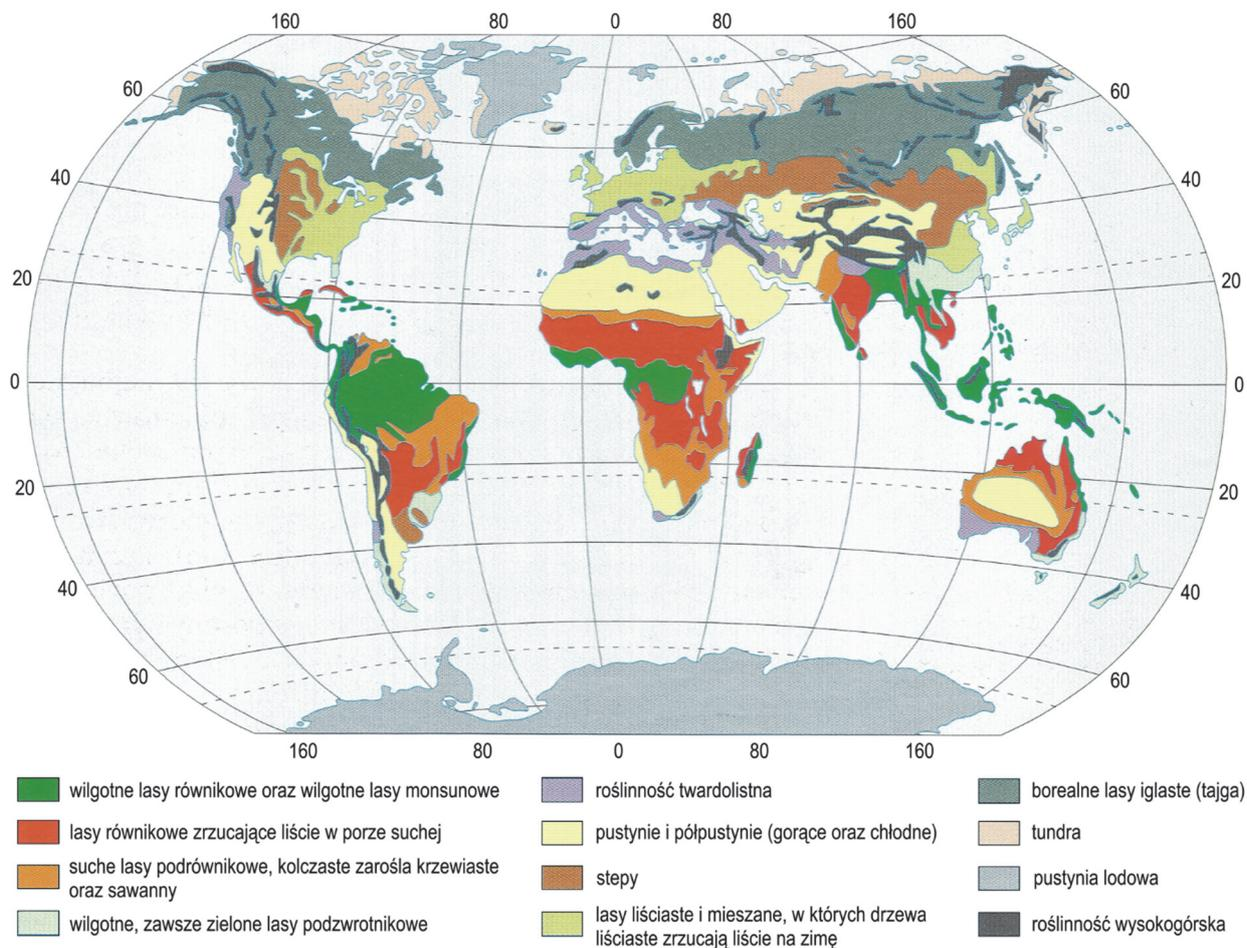 160 80 0 80 160
60 60
40 40
20 20
0 0
20 20
40 40
60 60
160 80 0 80 160
wilgotne lasy równikowe oraz wilgotne lasy monsunowe
lasy równikowe zrzucające liście w porze suchej
suche lasy podrównikowe, kolczaste zarośla krzewiaste
oraz sawanny
wilgotne, zawsze zielone lasy podzwrotnikowe
roślinność twardolistna
pustynie i półpustynie (gorące oraz chłodne)
stepy
lasy liściaste i mieszane, w których drzewa
liściaste zrzucają liście na zimę
borealne lasy iglaste (tajga)
tundra
pustynia lodowa
roślinność wysokogórska